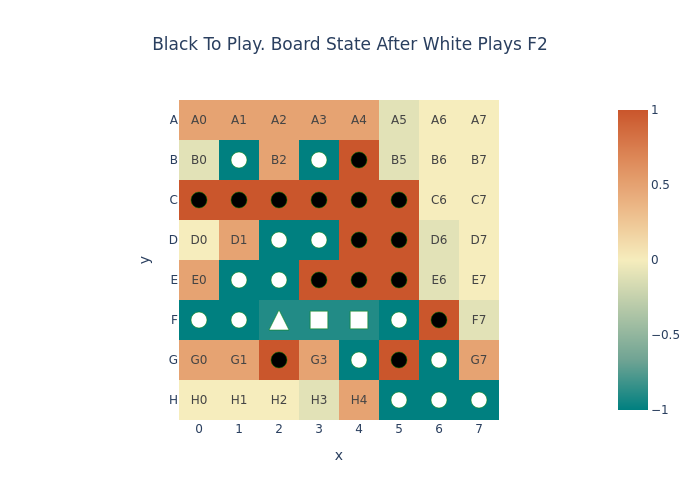 Black To Play. Board State After White Plays F2
A A0 A1 A2 A3 A4 A5 A6 A7
B B0 B2 B5 B6 B7
C C6 C7
D D0 D1 D6 D7
E E0 E6 E7
F F7
G G0 G1 G3 G7
H H0 H1 H2 H3 H4
0 1 2 3 4 5 6 7
x
y
1
0.5
0
−0.5
−1